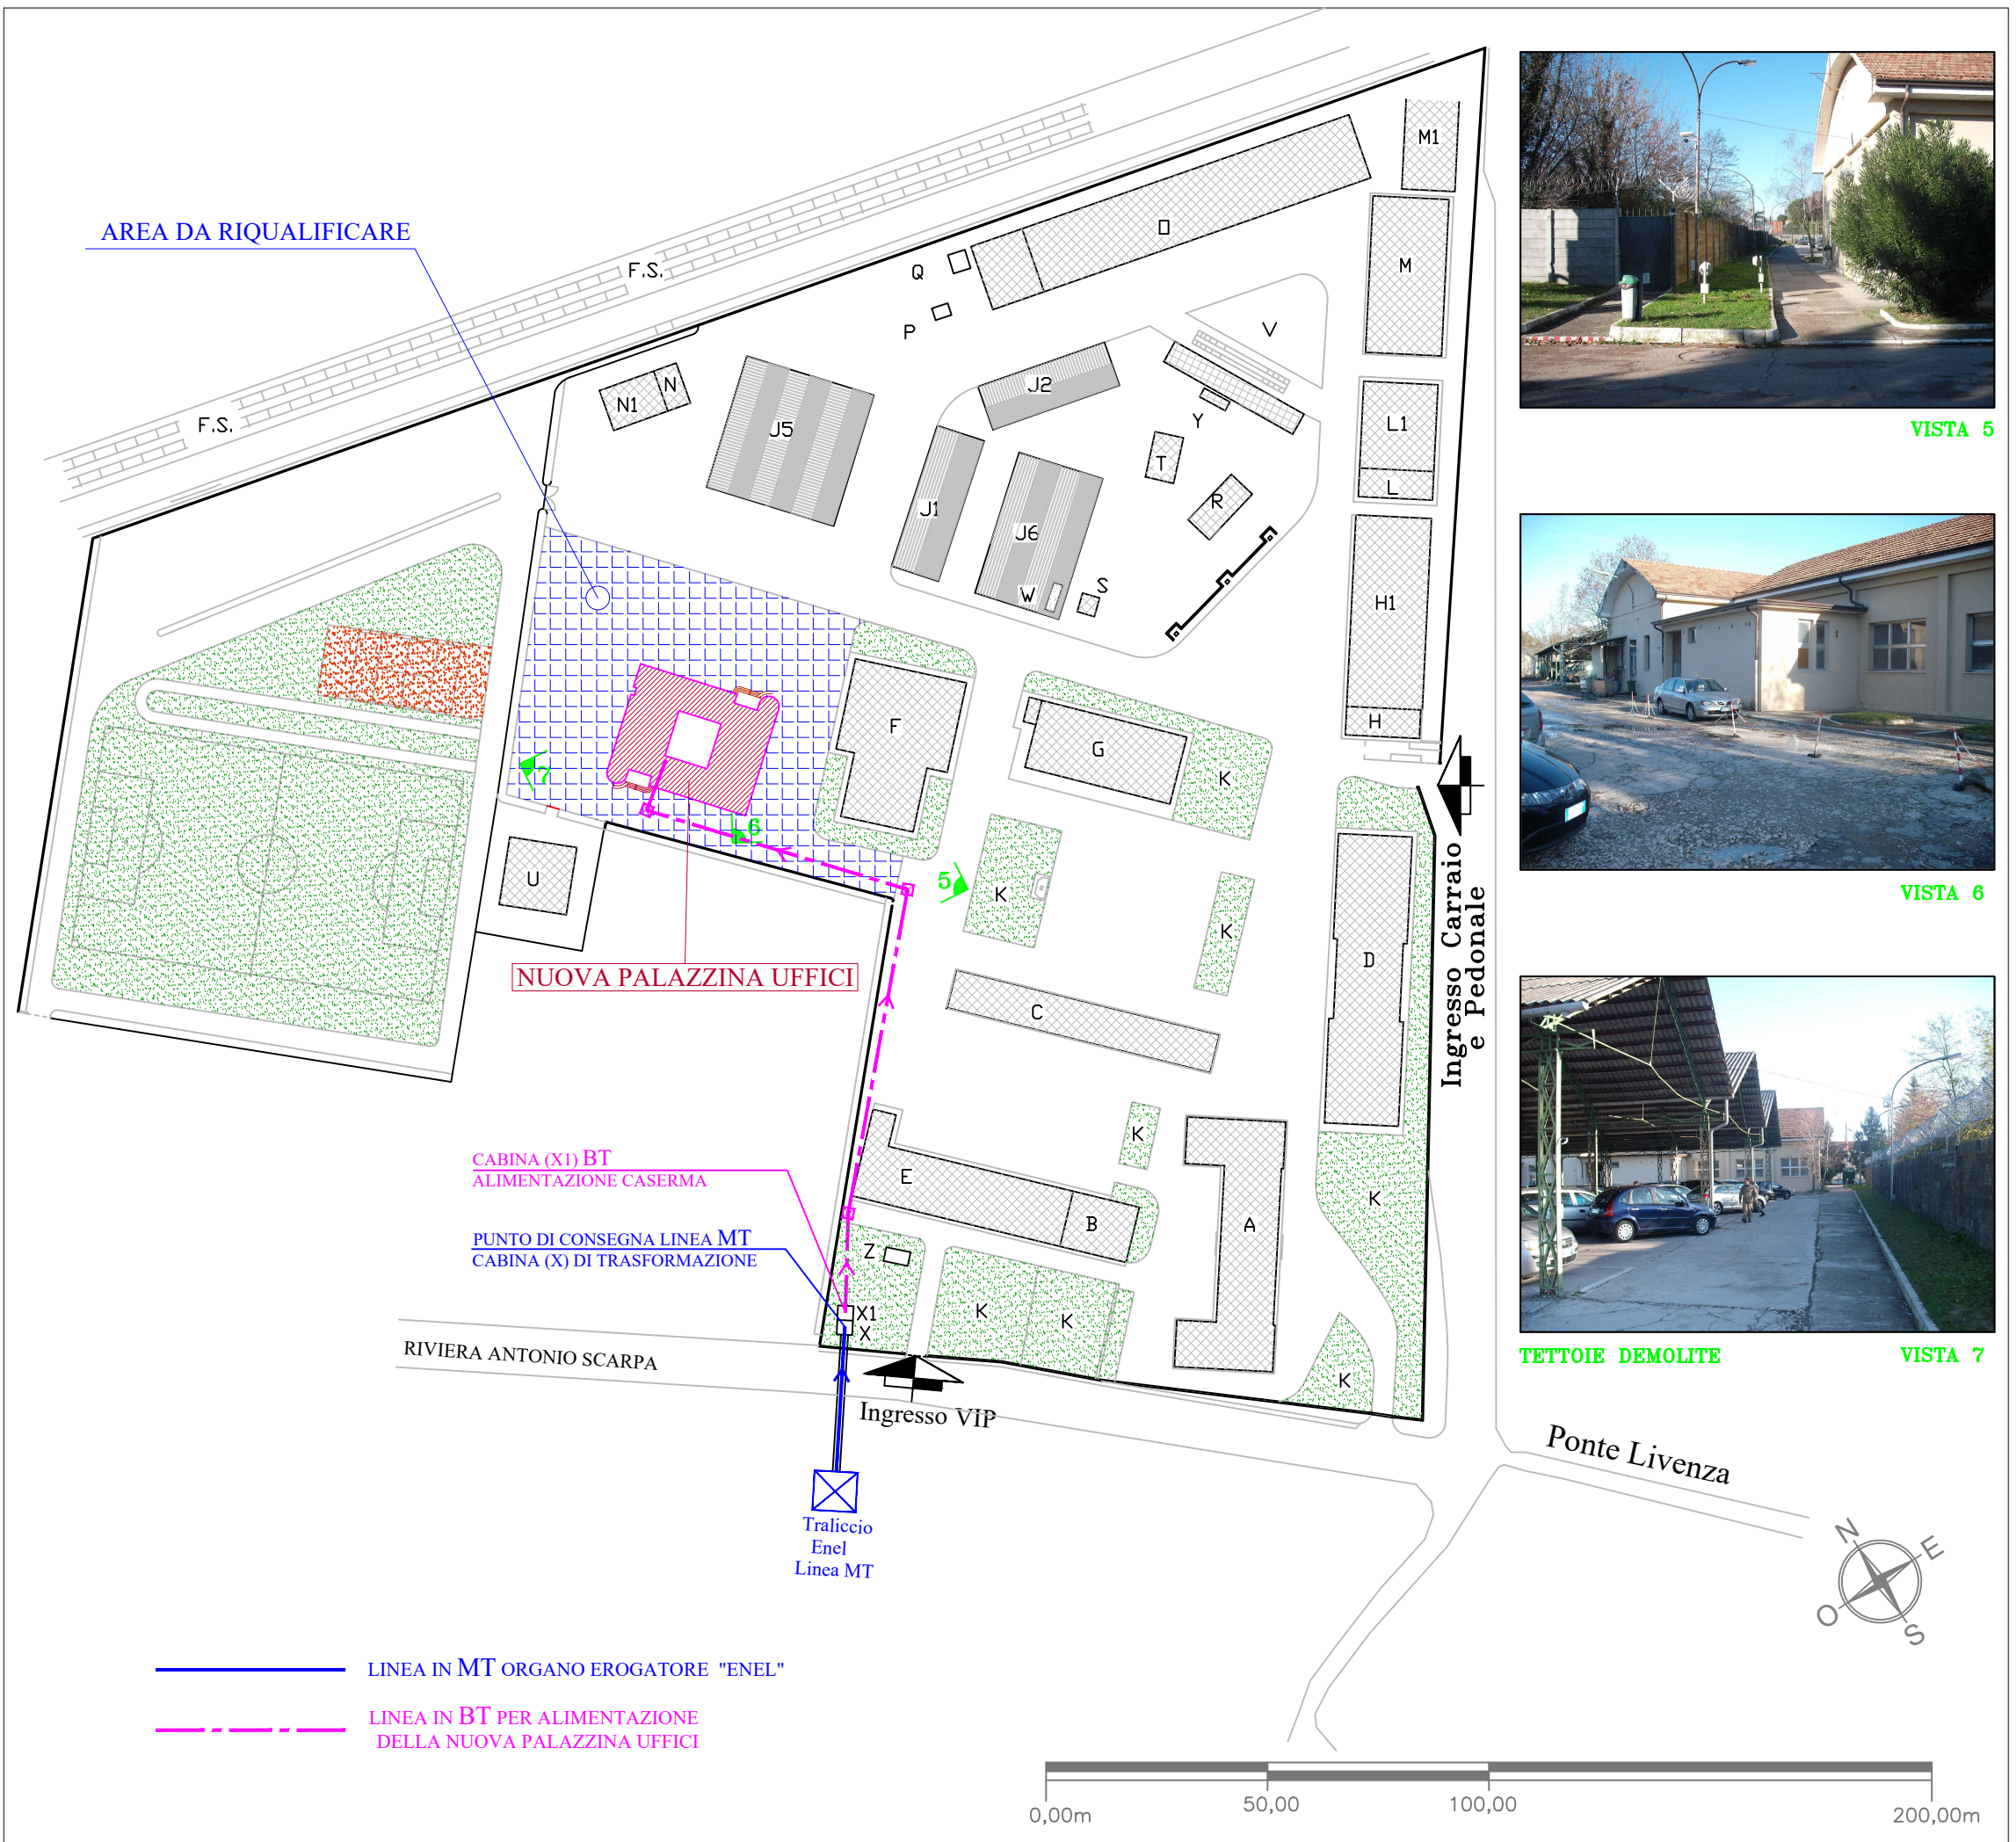 M1
O
M
Q
P
V
AREA DA RIQUALIFICARE
F.S.
F.S.
N
N1
J5
J2
Y
T
L1
L
R
J1
J6
W
S
H1
H
VISTA 5
F
G
K
7
6
5
K
K
U
D
C
NUOVA PALAZZINA UFFICI
Ingresso Carraio
e Pedonale
VISTA 6
CABINA (X1) BT
ALIMENTAZIONE CASERMA
PUNTO DI CONSEGNA LINEA MT
CABINA (X) DI TRASFORMAZIONE
K
E
B
A
K
Z
X1
X
K
K
K
RIVIERA ANTONIO SCARPA
Ingresso VIP
TETTOIE DEMOLITE
VISTA 7
Ponte Livenza
Traliccio
Enel
Linea MT
N
E
O
S
LINEA IN MT ORGANO EROGATORE "ENEL"
LINEA IN BT PER ALIMENTAZIONE
DELLA NUOVA PALAZZINA UFFICI
0,00m
50,00
100,00
200,00m